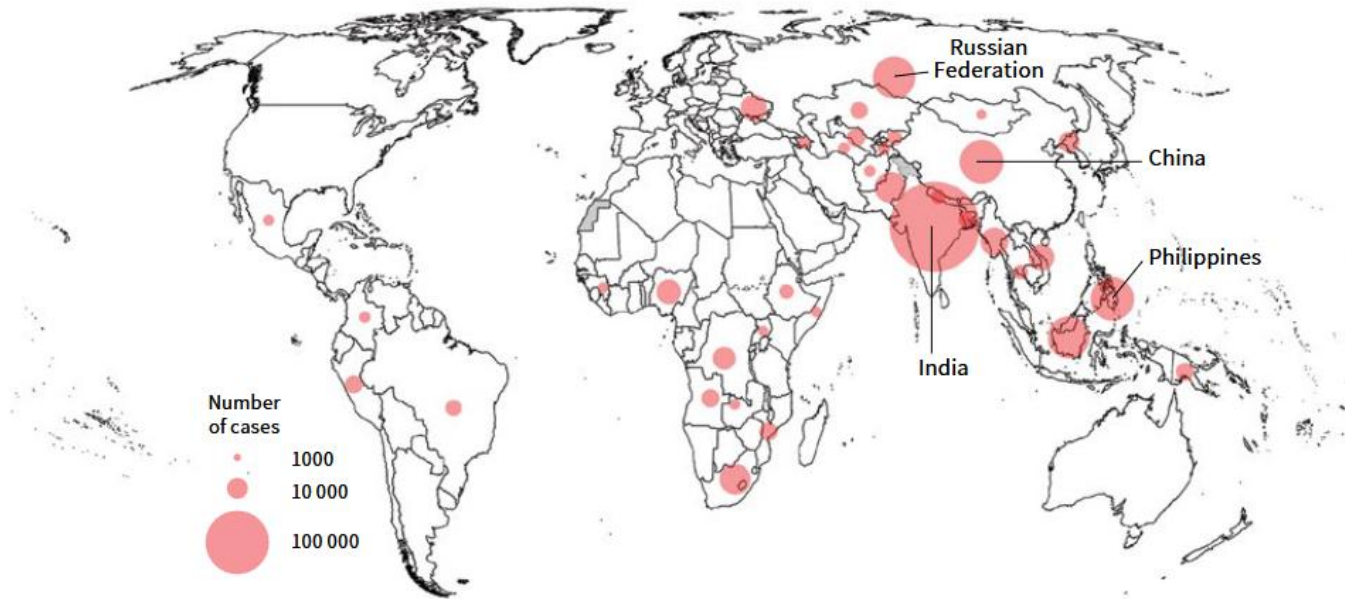 Russian
Federation
China
Philippines
India
Number
of cases
1000
10 000
100 000